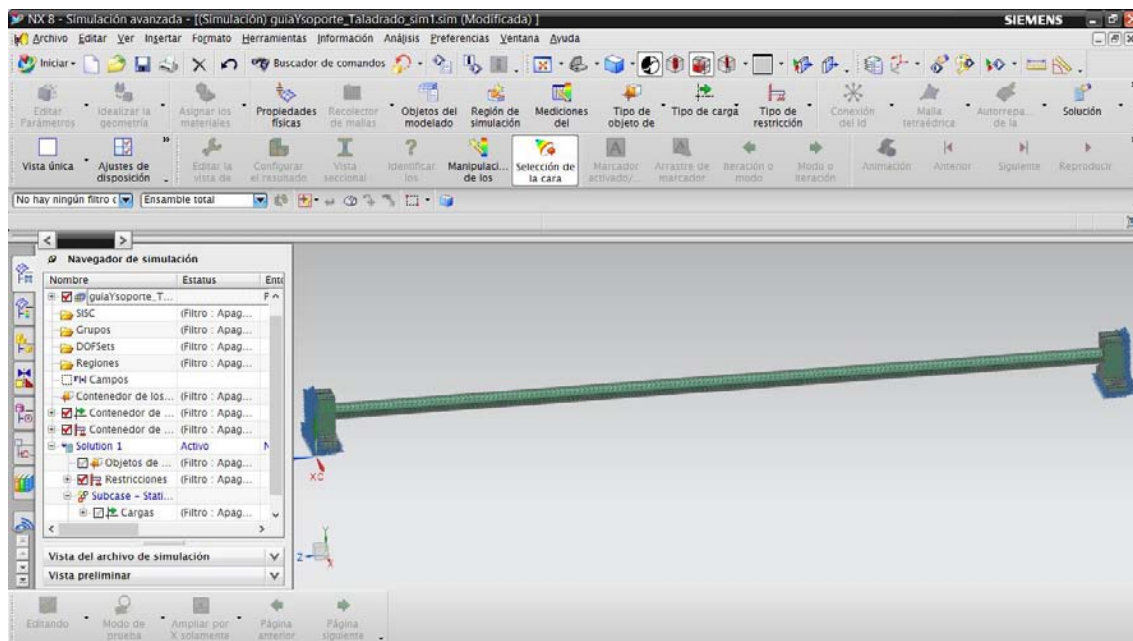 NX 8 - Simulación avanzada - [(Simulación) guiaYsoporte_Taladrado_sim1.sim (Modificada) ]
SIEMENS
Archivo Editar Ver Insertar Formato Herramientas Información Análisis Preferencias Ventana Ayuda
Iniciar
Buscador de comandos
Editar Parámetros
Idealizar la geometría
Asignar los materiales
Propiedades físicas
Recolector de mallas
Objetos del modelado
Región de simulación
Mediciones del
Tipo de objeto de
Tipo de carga
Tipo de restricción
Conexión del 1d
Malla tetraédrica
Autorrepa... de la
Solución
Vista única
Ajustes de disposición
Editar la vista de
Configurar el resultado
Vista seccional
Identificar los
Manipulaci... de los
Selección de la cara
Marcador activado/...
Arrastre de marcador
Iteración o modo
Modo o iteración
Animación
Anterior
Siguiente
Reproducir
No hay ningún filtro c
Ensamble total
Navegador de simulación
Nombre Estatus Enti
guiaYsoporte_T... F
SISC (Filtro : Apag...
Grupos (Filtro : Apag...
DOFSets (Filtro : Apag...
Regiones (Filtro : Apag...
Campos
Contenedor de los... (Filtro : Apag...
Contenedor de ... (Filtro : Apag...
Contenedor de ... (Filtro : Apag...
Solution 1 Activo N
Objetos de ... (Filtro : Apag...
Restricciones (Filtro : Apag...
Subcase - Stati...
Cargas (Filtro : Apag...
Vista del archivo de simulación
Vista preliminar
XC
Y
Z
X
Editando
Modo de prueba
Ampliar por X solamente
Página anterior
Página siguiente